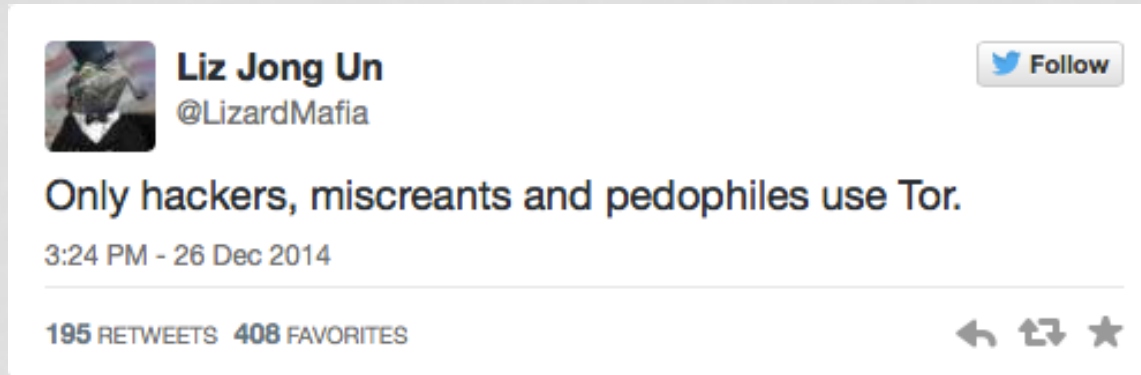 Liz Jong Un
Follow
@LizardMafia
Only hackers, miscreants and pedophiles use Tor.
3:24 PM - 26 Dec 2014
195 RETWEETS 408 FAVORITES